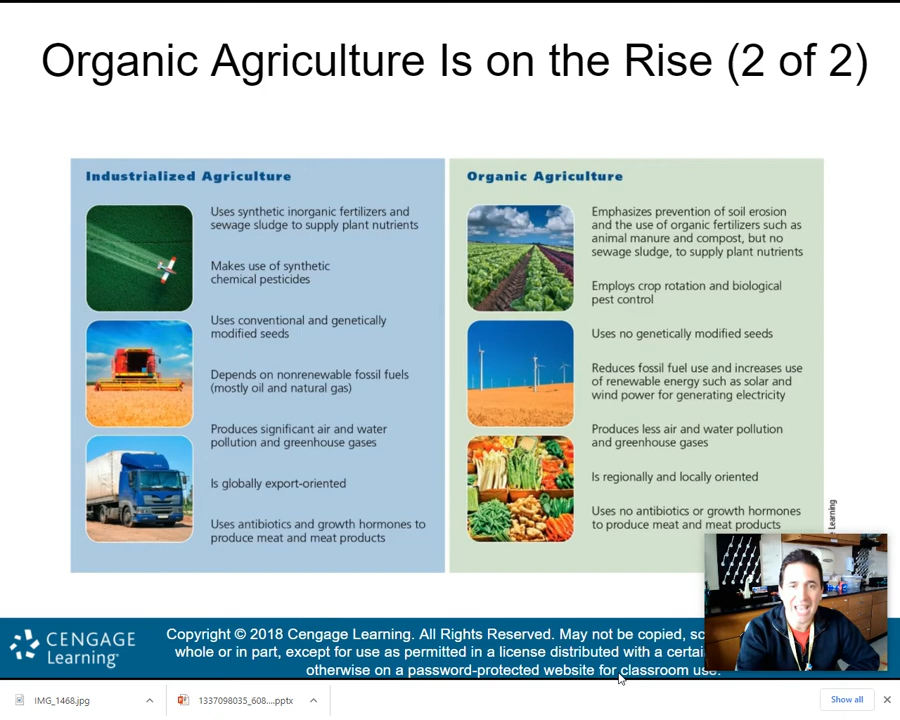 Organic Agriculture Is on the Rise (2 of 2)
Industrialized Agriculture
Uses synthetic inorganic fertilizers and
sewage sludge to supply plant nutrients
Makes use of synthetic
chemical pesticides
Uses conventional and genetically
modified seeds
Depends on nonrenewable fossil fuels
(mostly oil and natural gas)
Produces significant air and water
pollution and greenhouse gases
Is globally export-oriented
Uses antibiotics and growth hormones to
produce meat and meat products
Organic Agriculture
Emphasizes prevention of soil erosion
and the use of organic fertilizers such as
animal manure and compost, but no
sewage sludge, to supply plant nutrients
Employs crop rotation and biological
pest control
Uses no genetically modified seeds
Reduces fossil fuel use and increases use
of renewable energy such as solar and
wind power for generating electricity
Produces less air and water pollution
and greenhouse gases
Is regionally and locally oriented
Uses no antibiotics or growth hormones
to produce meat and meat products
Learning
CENGAGE
Learning
Copyright © 2018 Cengage Learning. All Rights Reserved. May not be copied, sc
whole or in part, except for use as permitted in a license distributed with a certai
otherwise on a password-protected website for classroom use.
IMG_1468.jpg
1337098035_608....pptx
Show all